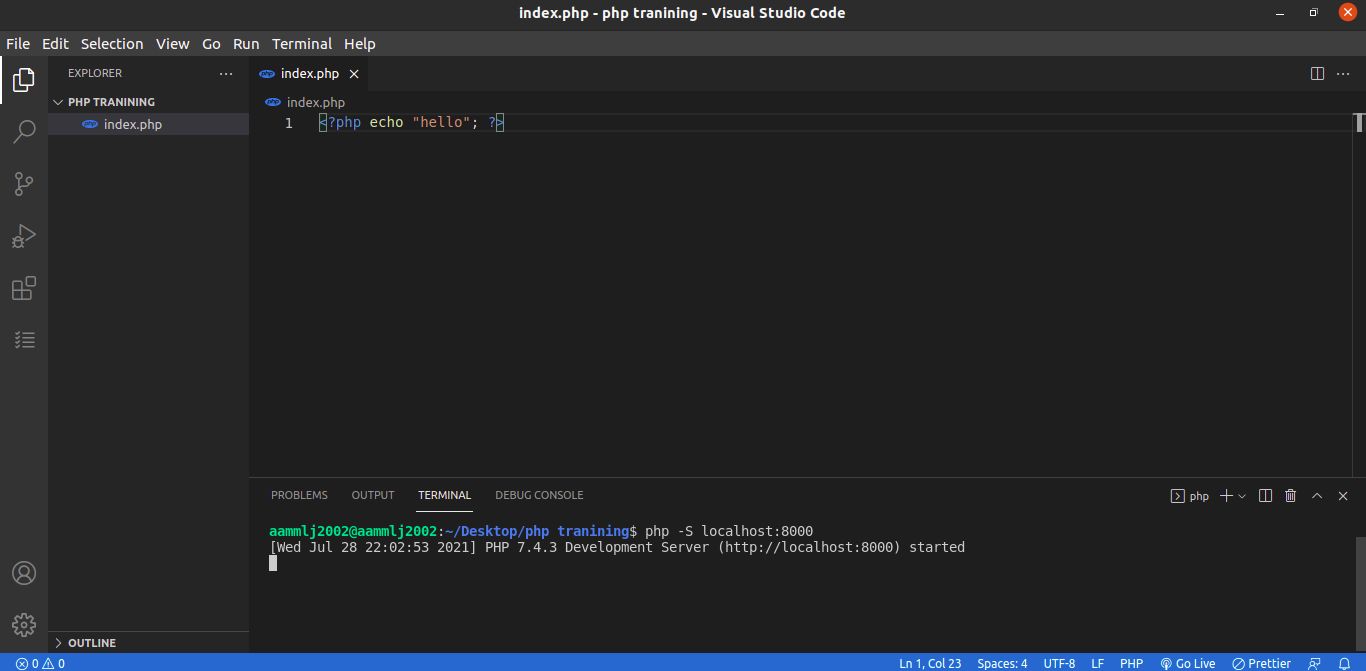 index.php - php tranining - Visual Studio Code
File Edit Selection View Go Run Terminal Help
EXPLORER
PHP TRANINING
php index.php
php index.php
php index.php
1 <?php echo "hello"; ?>
PROBLEMS OUTPUT TERMINAL DEBUG CONSOLE
php
aammlj2002@aammlj2002:~/Desktop/php tranining$ php -S localhost:8000
[Wed Jul 28 22:02:53 2021] PHP 7.4.3 Development Server (http://localhost:8000) started
OUTLINE
0 0 Ln 1, Col 23 Spaces: 4 UTF-8 LF PHP Go Live Prettier